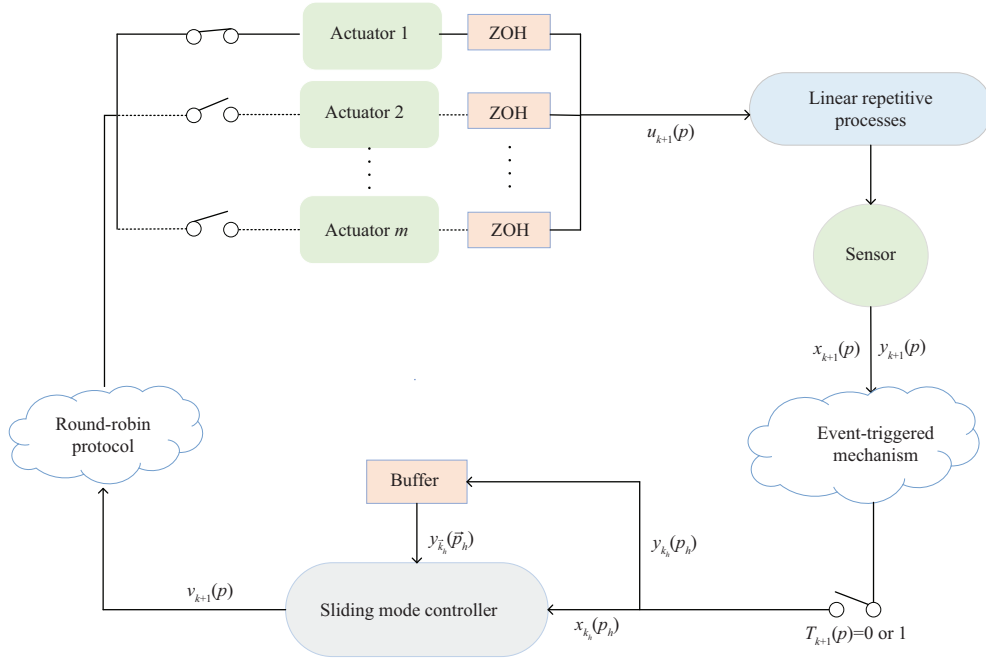 Actuator 1
ZOH
Actuator 2
ZOH
Actuator m
ZOH
u_{k+1}(p)
Linear repetitive
processes
Sensor
x_{k+1}(p)
y_{k+1}(p)
Event-triggered
mechanism
T_{k+1}(p)=0 or 1
y_{k_h}(p_h)
x_{k_h}(p_h)
Buffer
y_{\vec{k}_h}(\vec{p}_h)
Sliding mode controller
v_{k+1}(p)
Round-robin
protocol